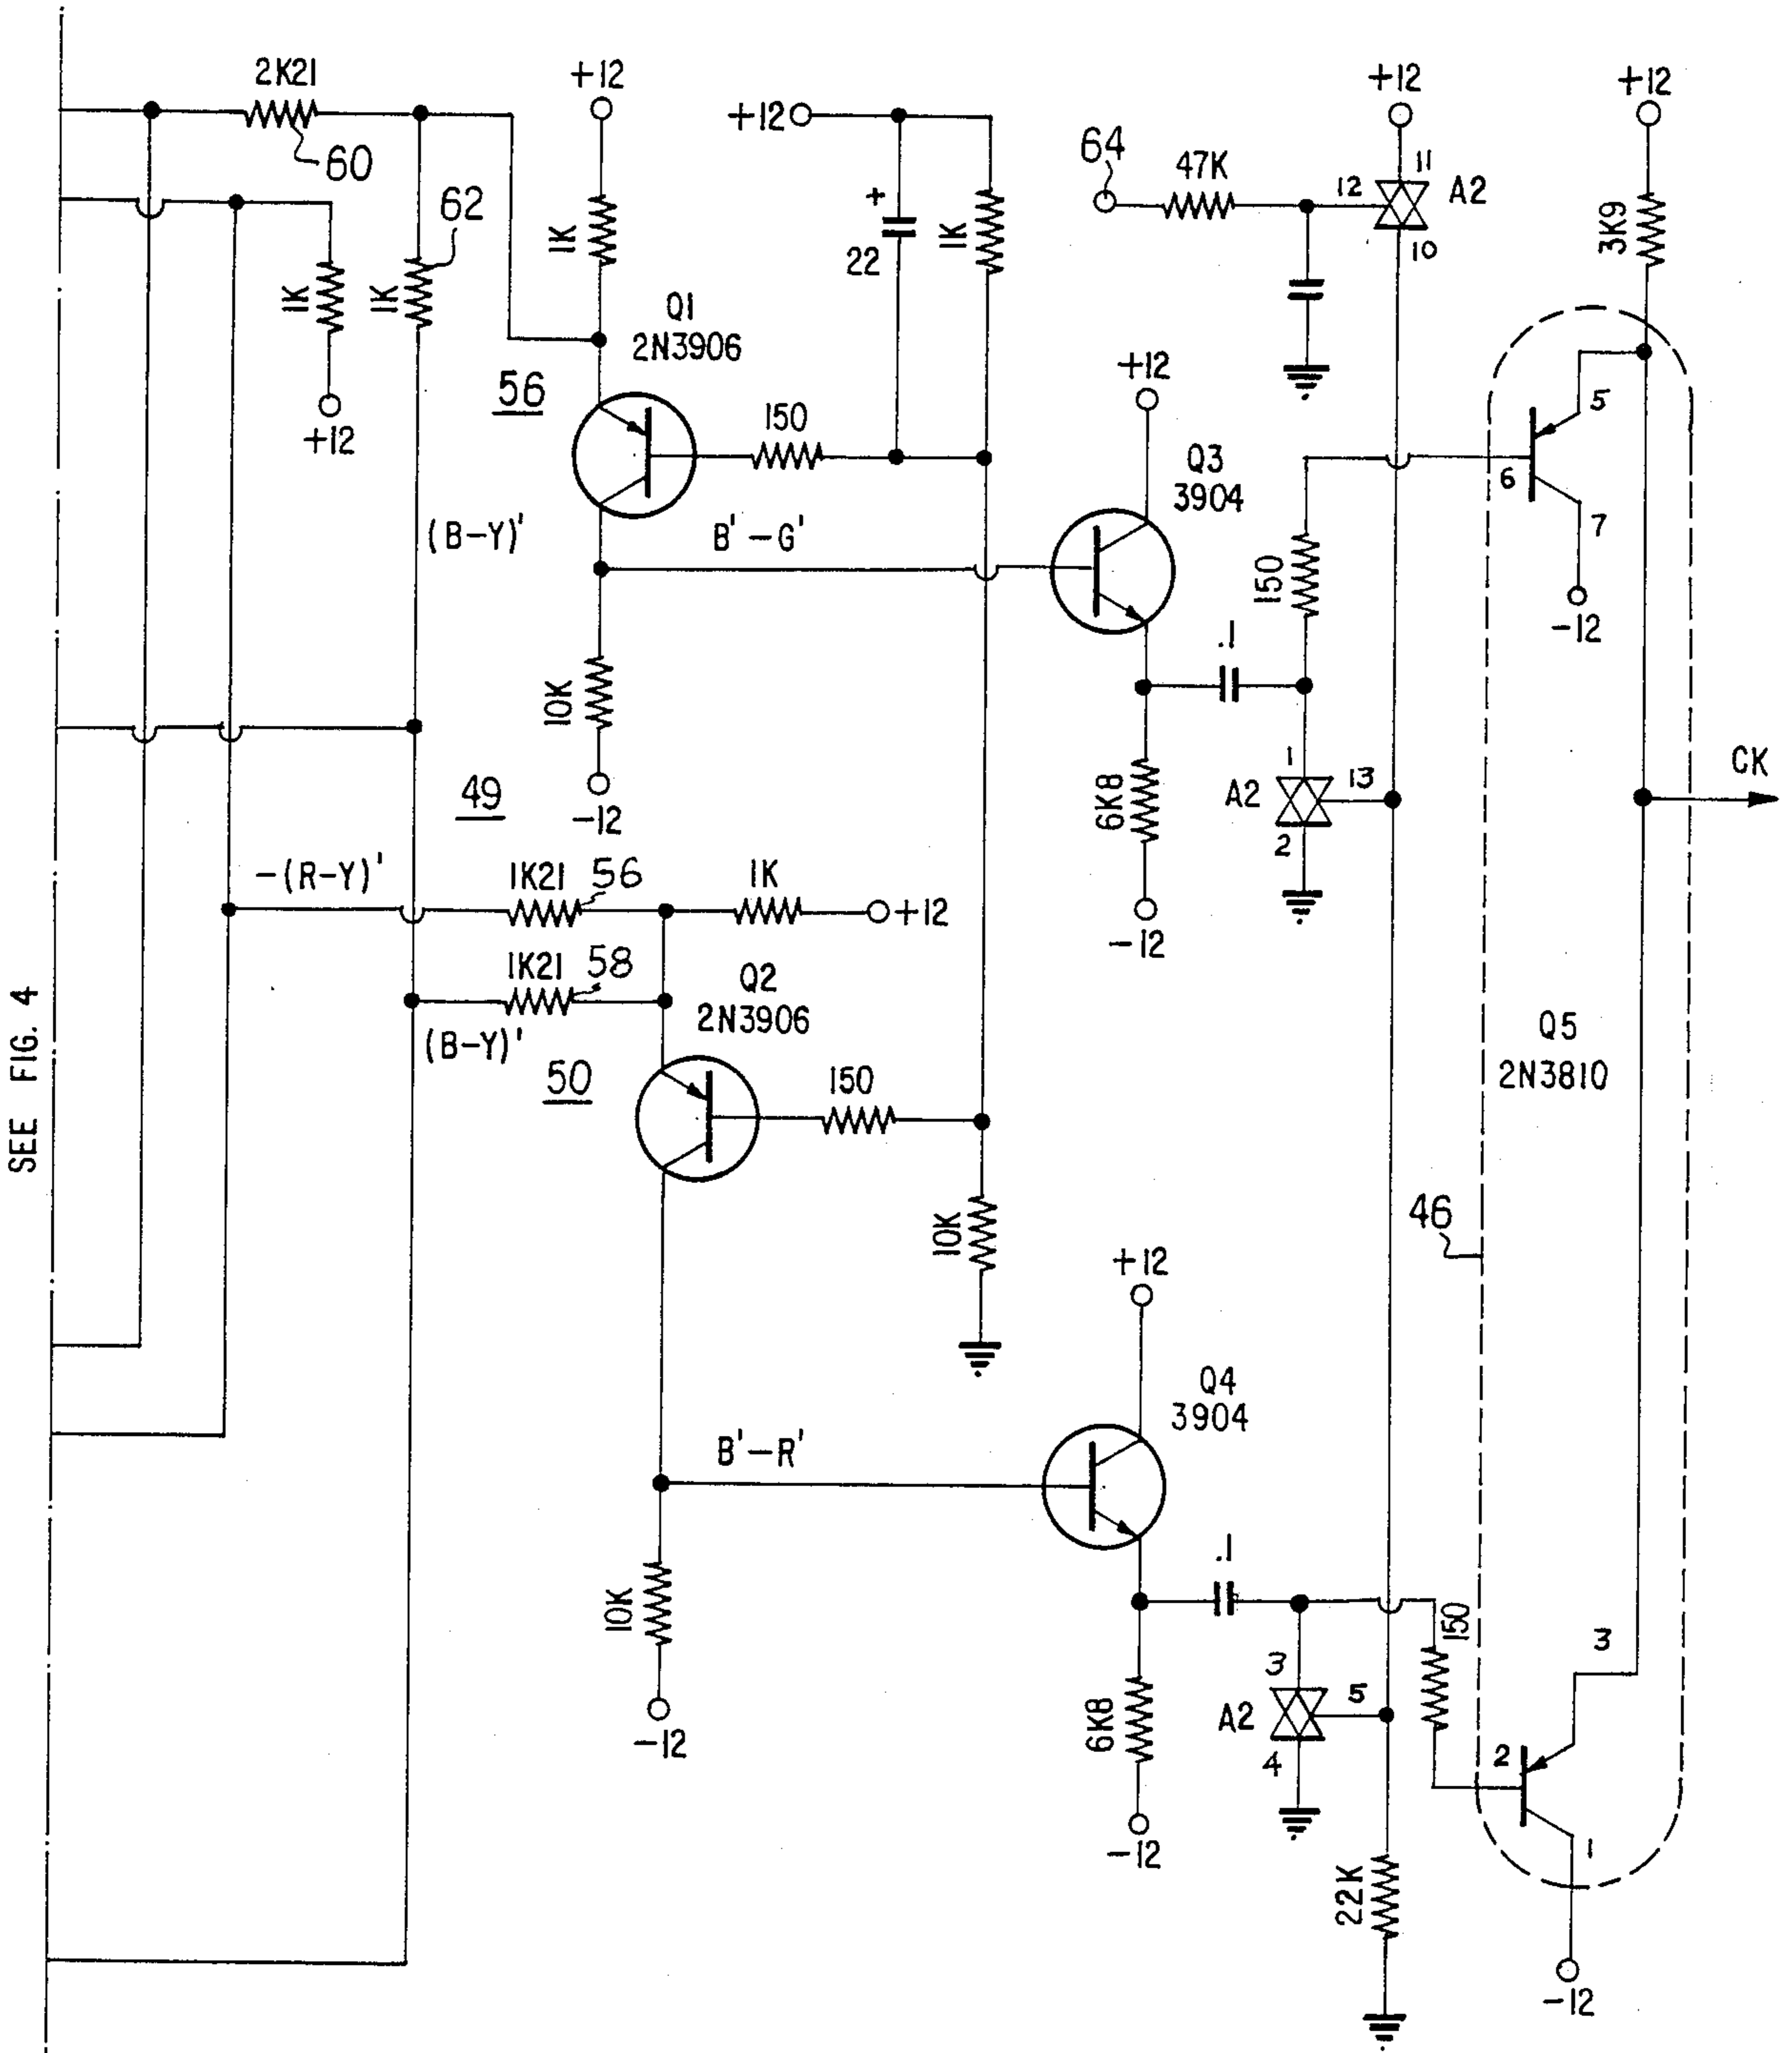 2K21
60
+12
+12
+12
+12
64
47K
12
11
A2
10
1K
62
1K
1K
+
22
1K
3K9
Q1
2N3906
56
+12
+12
150
Q3
3904
5
6
7
-12
(B-Y)'
B'-G'
150
10K
-12
.1
6K8
1
A2
13
2
-12
CK
49
-(R-Y)'
1K21
56
1K
+12
1K21
58
Q2
2N3906
(B-Y)'
50
150
Q5
2N3810
SEE FIG. 4
10K
46
+12
Q4
3904
B'-R'
10K
-12
.1
6K8
3
A2
5
4
-12
150
3
2
1
22K
-12